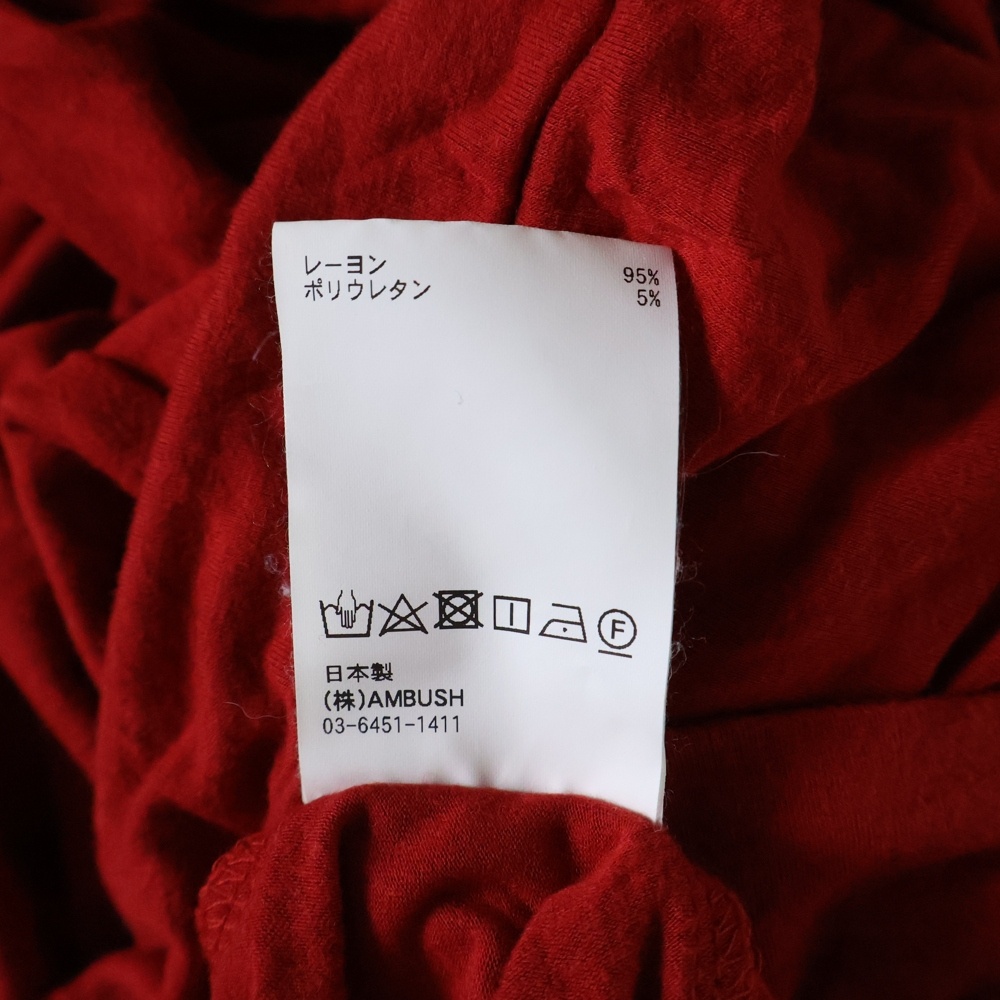 レーヨン 95%
ポリウレタン 5%
F
日本製
(株)AMBUSH
03-6451-1411